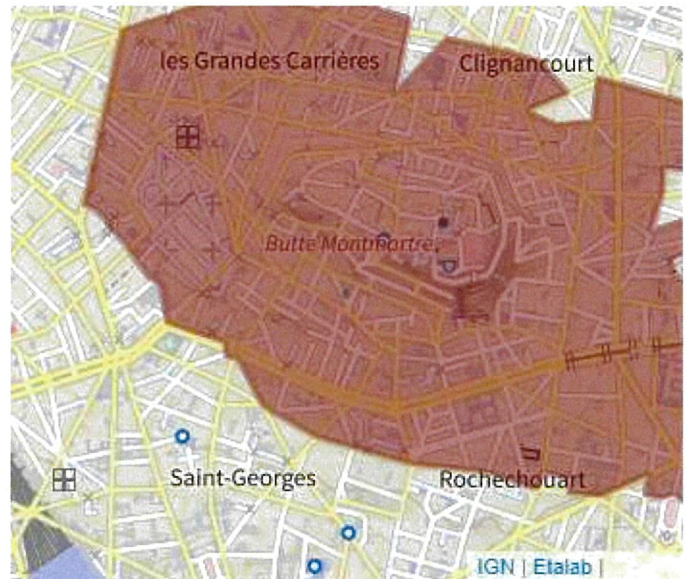 les Grandes Carrières
Clignancourt
Butte Montmartre
Saint-Georges
Rochechouart
IGN | Etalab |